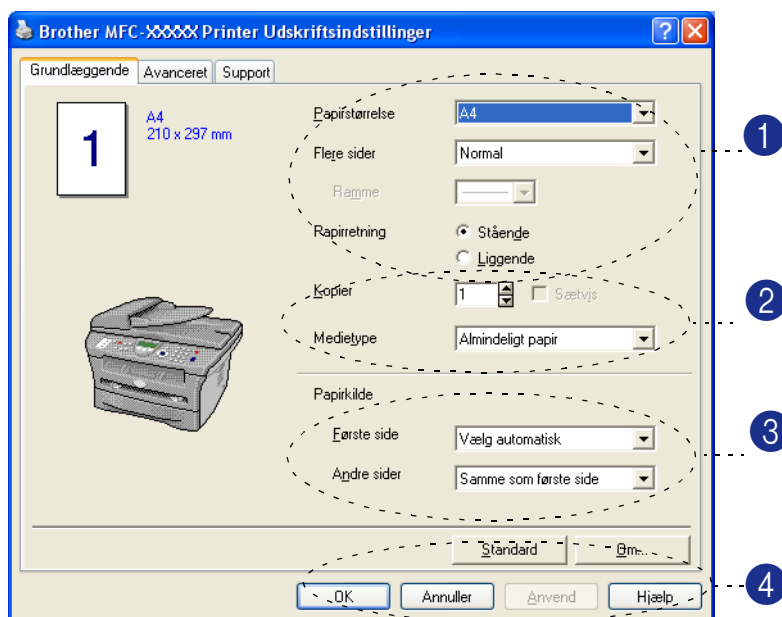 Brother MFC-XXXXX Printer Udskriftsindstillinger
Grundlæggende Avanceret Support
1
A4
210 x 297 mm
Papirstørrelse A4
1
Flere sider Normal
Ramme
Rapirretning Stående
Liggende
Kopier 1 Sætvis
2
Medietype Almindeligt papir
Papirkilde
Første side Vælg automatisk
3
Andre sider Samme som første side
Standard Om...
OK Annuller Anvend Hjælp
4